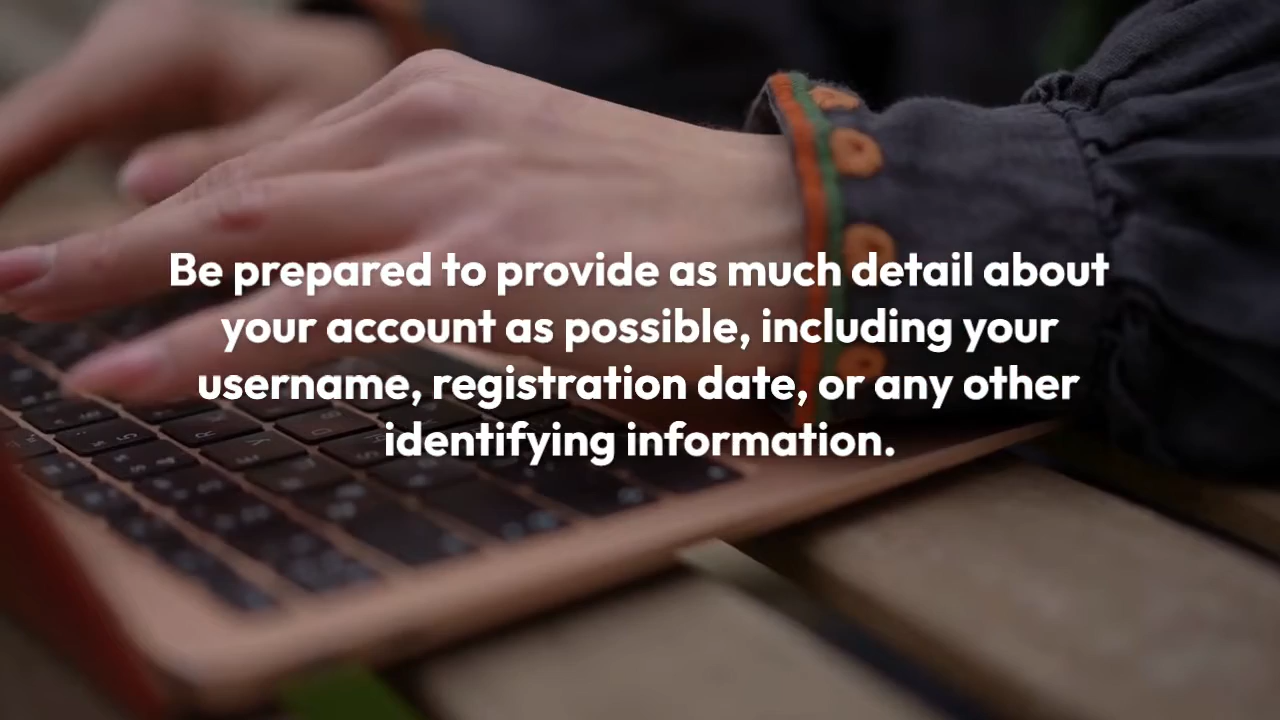 Be prepared to provide as much detail about
your account as possible, including your
username, registration date, or any other
identifying information.